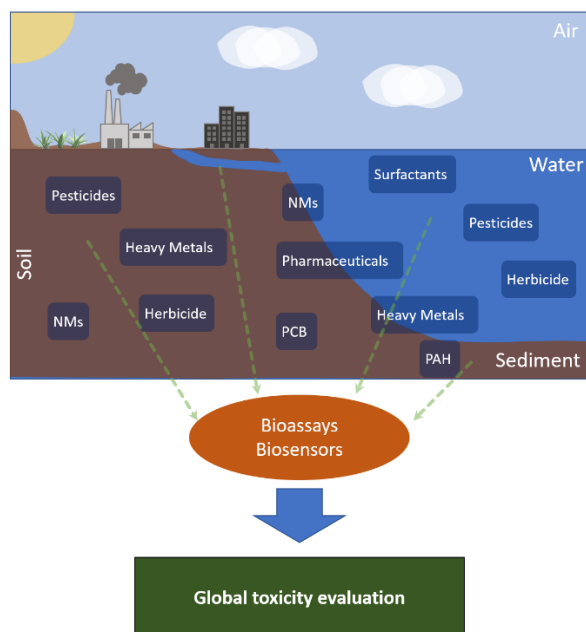 Air
Water
Surfactants
Pesticides
NMs
Pesticides
Heavy Metals
Pharmaceuticals
Soil
Herbicide
NMs
Herbicide
Heavy Metals
PCB
PAH
Sediment
Bioassays
Biosensors
Global toxicity evaluation